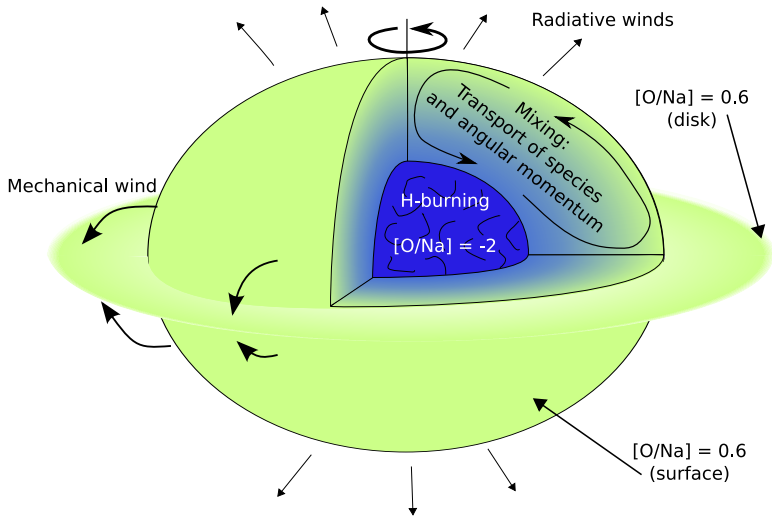 Radiative winds
[O/Na] = 0.6
(disk)
Mixing:
Transport of species
and angular momentum
Mechanical wind
H-burning
[O/Na] = -2
[O/Na] = 0.6
(surface)